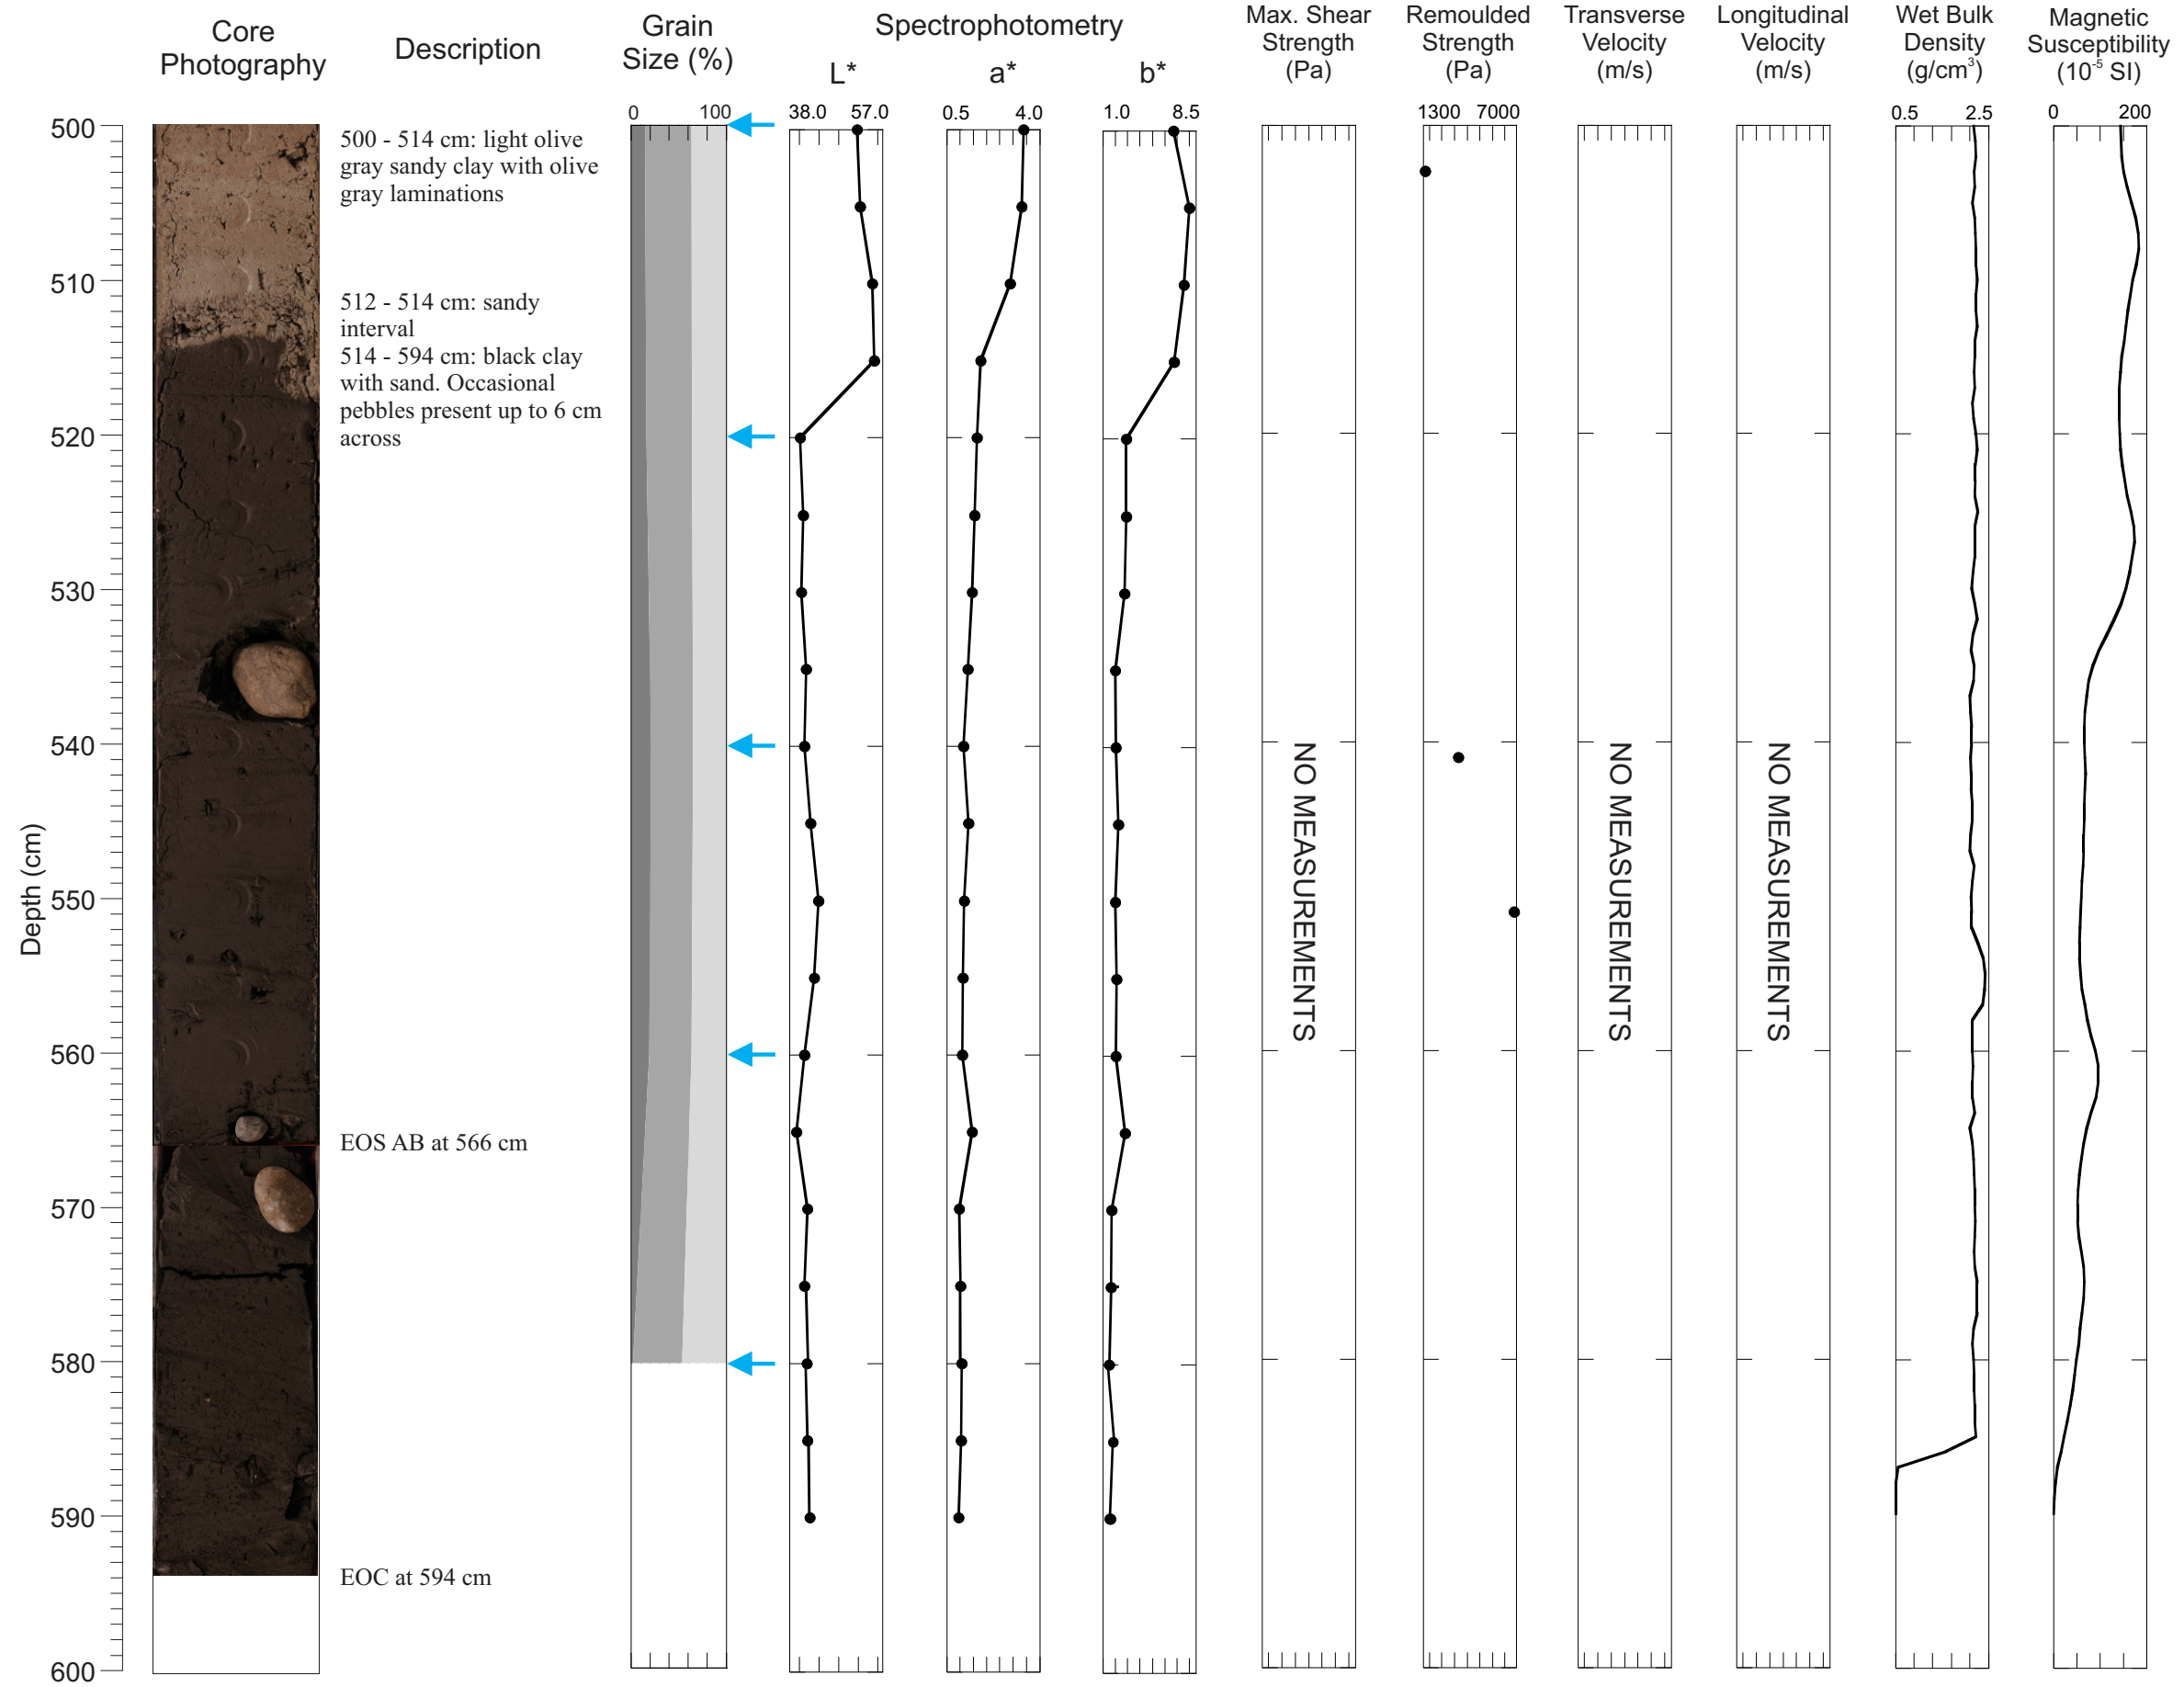 Core
Photography
Description
Grain
Size (%)
Spectrophotometry
L*
a*
b*
Max. Shear
Strength
(Pa)
Remoulded
Strength
(Pa)
Transverse
Velocity
(m/s)
Longitudinal
Velocity
(m/s)
Wet Bulk
Density
(g/cm³)
Magnetic
Susceptibility
(10⁻⁵ SI)
0 100
38.0 57.0
0.5 4.0
1.0 8.5
1300 7000
0.5 2.5
0 200
Depth (cm)
500
510
520
530
540
550
560
570
580
590
600
500 - 514 cm: light olive
gray sandy clay with olive
gray laminations
512 - 514 cm: sandy
interval
514 - 594 cm: black clay
with sand. Occasional
pebbles present up to 6 cm
across
EOS AB at 566 cm
EOC at 594 cm
NO MEASUREMENTS
NO MEASUREMENTS
NO MEASUREMENTS